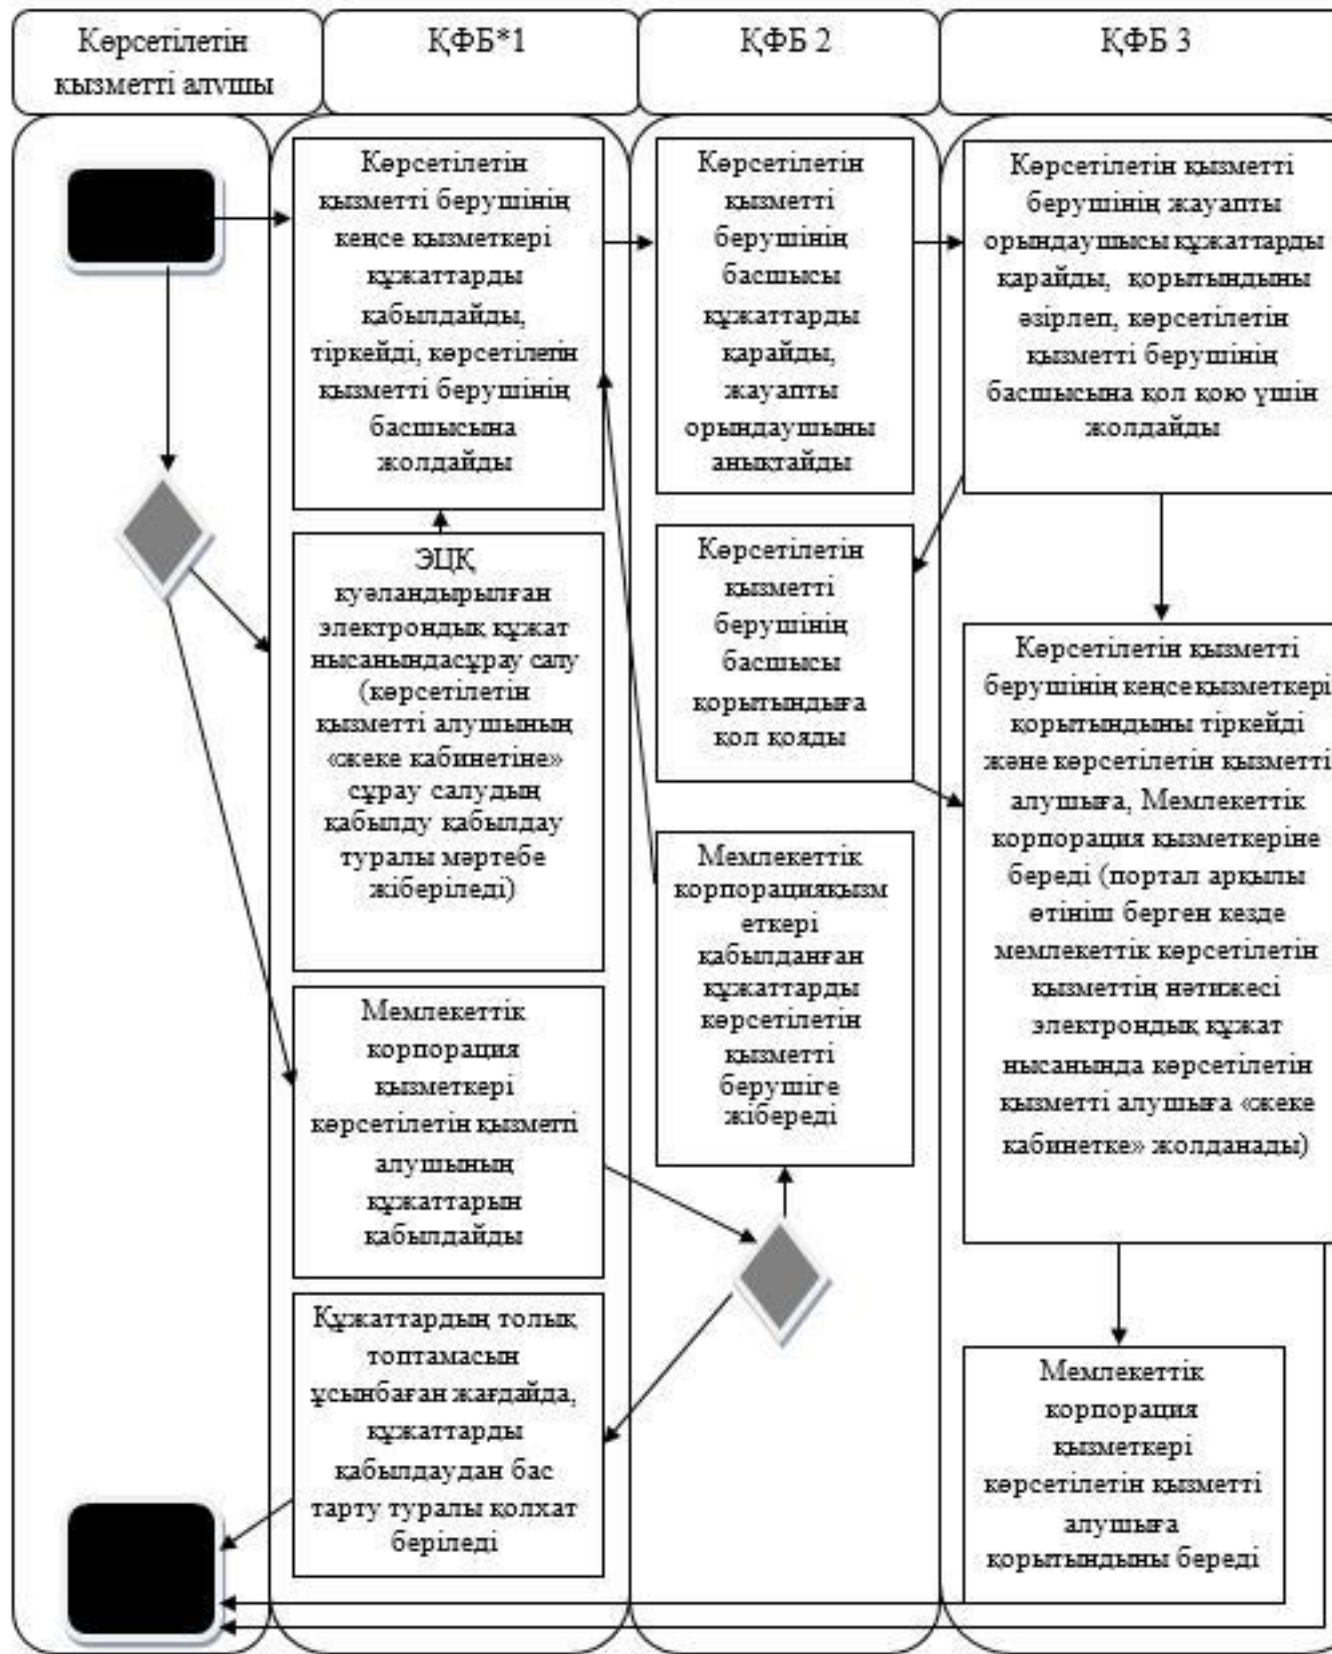 Көрсетілетін
қызметті алушы
ҚФБ*1
ҚФБ 2
ҚФБ 3
Көрсетілетін
қызметті берушінің
кеңсе қызметкері
құжаттарды
қабылдайды,
тіркейді, көрсетілетін
қызметті берушінің
басшысына
жолдайды
Көрсетілетін
қызметті
берушінің
басшысы
құжаттарды
қарайды,
жауапты
орындаушыны
анықтайды
Көрсетілетін қызметті
берушінің жауапты
орындаушысы құжаттарды
қарайды, қорытындыны
әзірлеп, көрсетілетін
қызметті берушінің
басшысына қол қою үшін
жолдайды
ЭЦҚ
куәландырылған
электрондық құжат
нысанындасұрау салу
(көрсетілетін
қызметті алушының
«жеке кабинетіне»
сұрау салудың
қабылду қабылдау
туралы мәртебе
жіберіледі)
Көрсетілетін
қызметті
берушінің
басшысы
қорытындыға
қол қояды
Көрсетілетін қызметті
берушінің кеңсе қызметкері
қорытындыны тіркейді
және көрсетілетін қызметті
алушыға, Мемлекеттік
корпорация қызметкеріне
береді (портал арқылы
өтініш берген кезде
мемлекеттік көрсетілетін
қызметтің нәтижесі
электрондық құжат
нысанында көрсетілетін
қызметті алушыға «жеке
кабинетке» жолданады)
Мемлекеттік
корпорацияқызм
еткері
қабылданған
құжаттарды
көрсетілетін
қызметті
берушіге
жібереді
Мемлекеттік
корпорация
қызметкері
көрсетілетін қызметті
алушының
құжаттарын
қабылдайды
Құжаттардың толық
топтамасын
ұсынбаған жағдайда,
құжаттарды
қабылдаудан бас
тарту туралы қолхат
беріледі
Мемлекеттік
корпорация
қызметкері
көрсетілетін қызметті
алушыға
қорытындыны береді